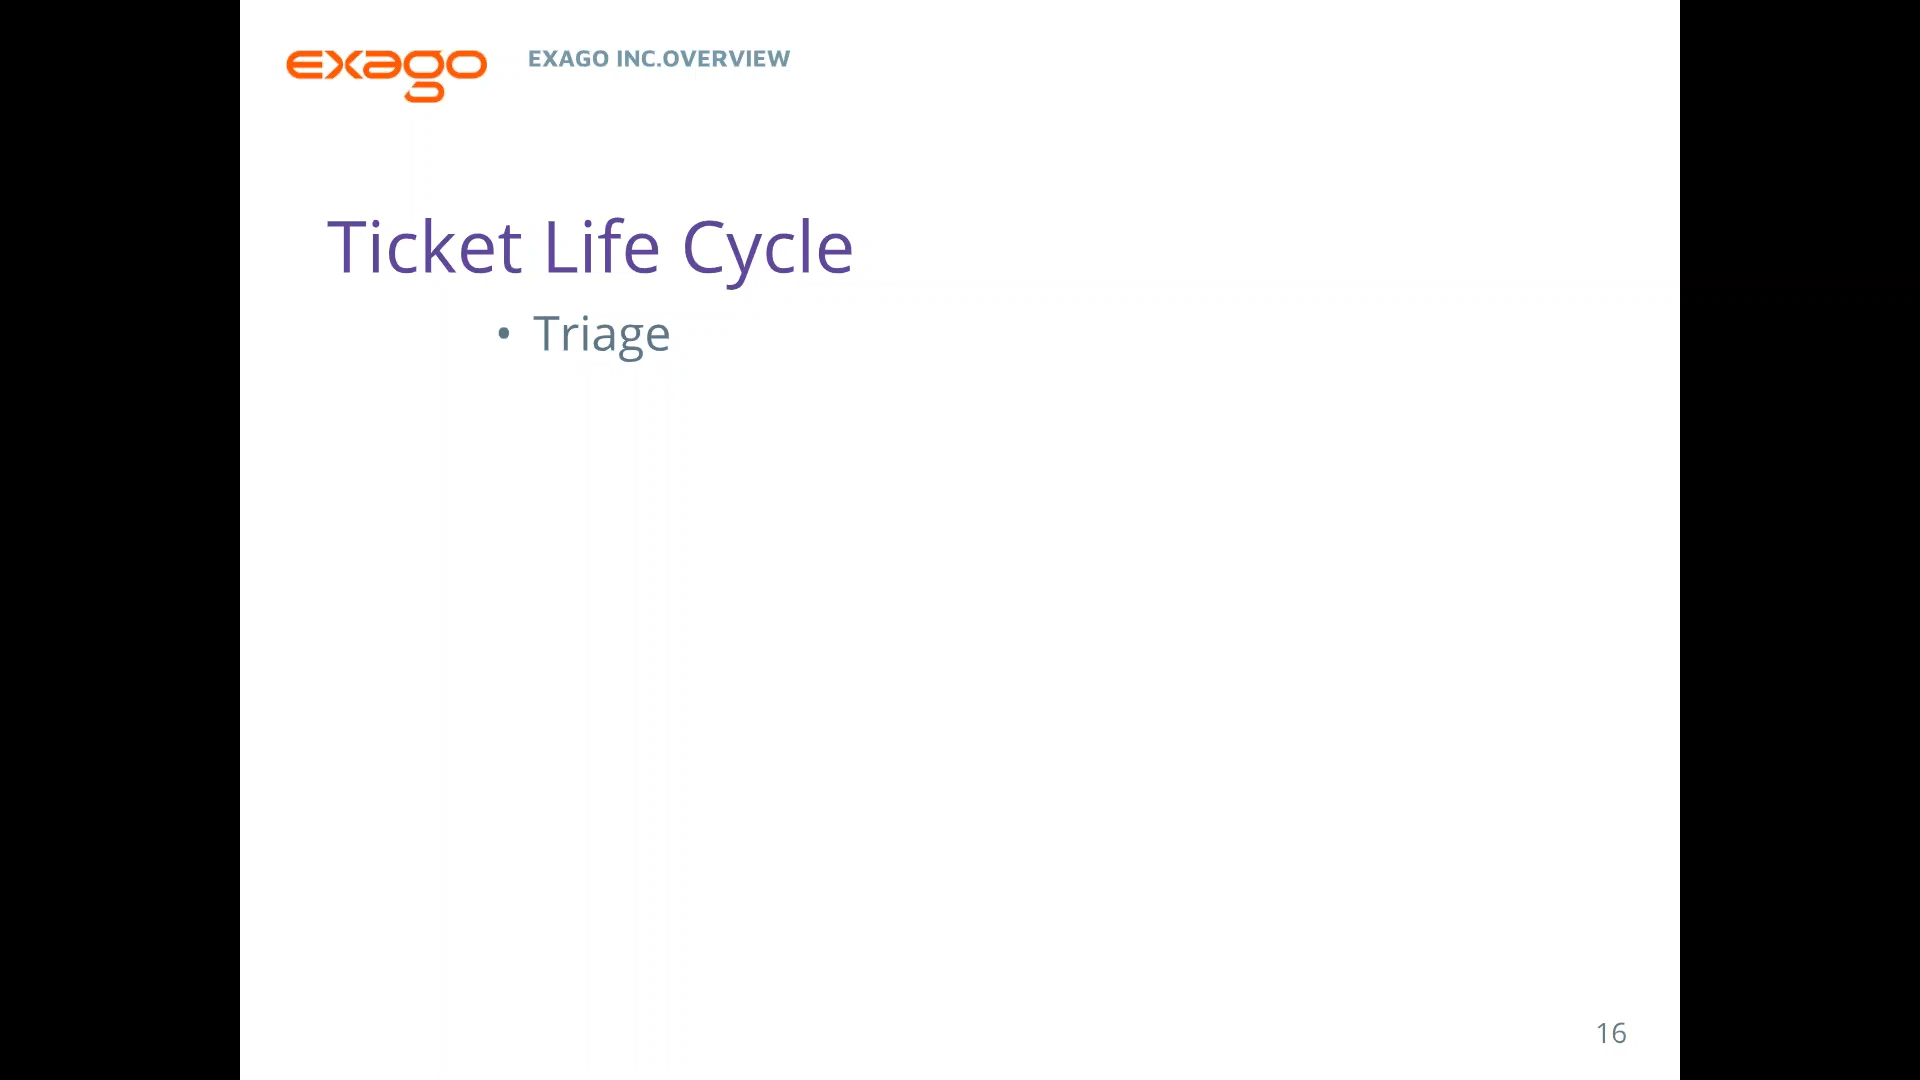 exago
EXAGO INC.OVERVIEW
Ticket Life Cycle
• Triage
16